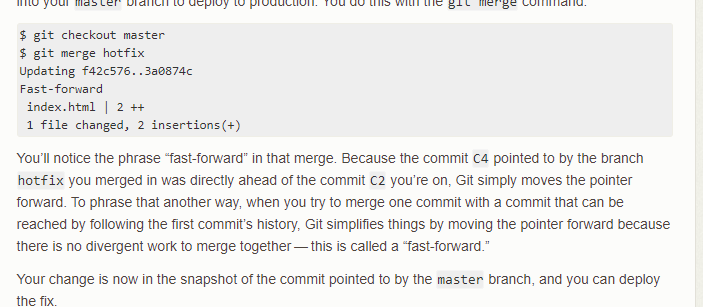 into your master branch to deploy to production. You do this with the git merge command:
$ git checkout master
$ git merge hotfix
Updating f42c576..3a0874c
Fast-forward
 index.html | 2 ++
 1 file changed, 2 insertions(+)
You’ll notice the phrase “fast-forward” in that merge. Because the commit C4 pointed to by the branch
hotfix you merged in was directly ahead of the commit C2 you’re on, Git simply moves the pointer
forward. To phrase that another way, when you try to merge one commit with a commit that can be
reached by following the first commit’s history, Git simplifies things by moving the pointer forward because
there is no divergent work to merge together — this is called a “fast-forward.”
Your change is now in the snapshot of the commit pointed to by the master branch, and you can deploy
the fix.